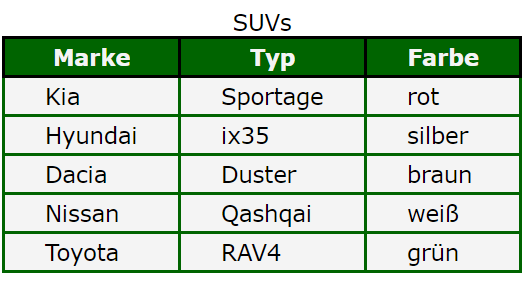 SUVs
Marke Typ Farbe
Kia Sportage rot
Hyundai ix35 silber
Dacia Duster braun
Nissan Qashqai weiß
Toyota RAV4 grün